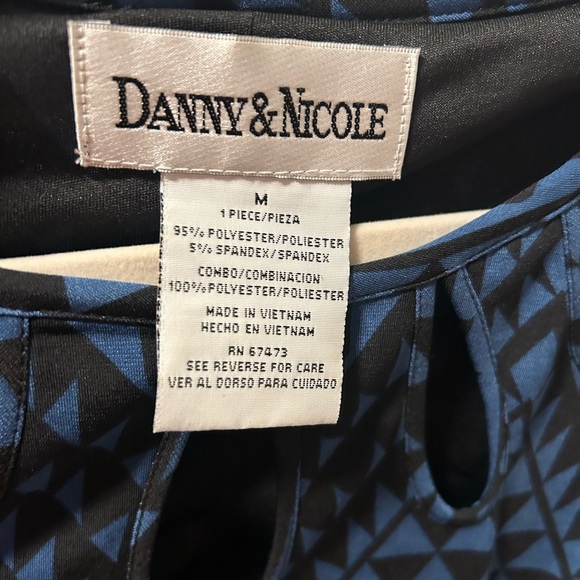 DANNY & NICOLE
M
1 PIECE/PIEZA
95% POLYESTER/POLIESTER
5% SPANDEX/SPANDEX
COMBO/COMBINACION
100% POLYESTER/POLIESTER
MADE IN VIETNAM
HECHO EN VIETNAM
RN 67473
SEE REVERSE FOR CARE
VER AL DORSO PARA CUIDADO